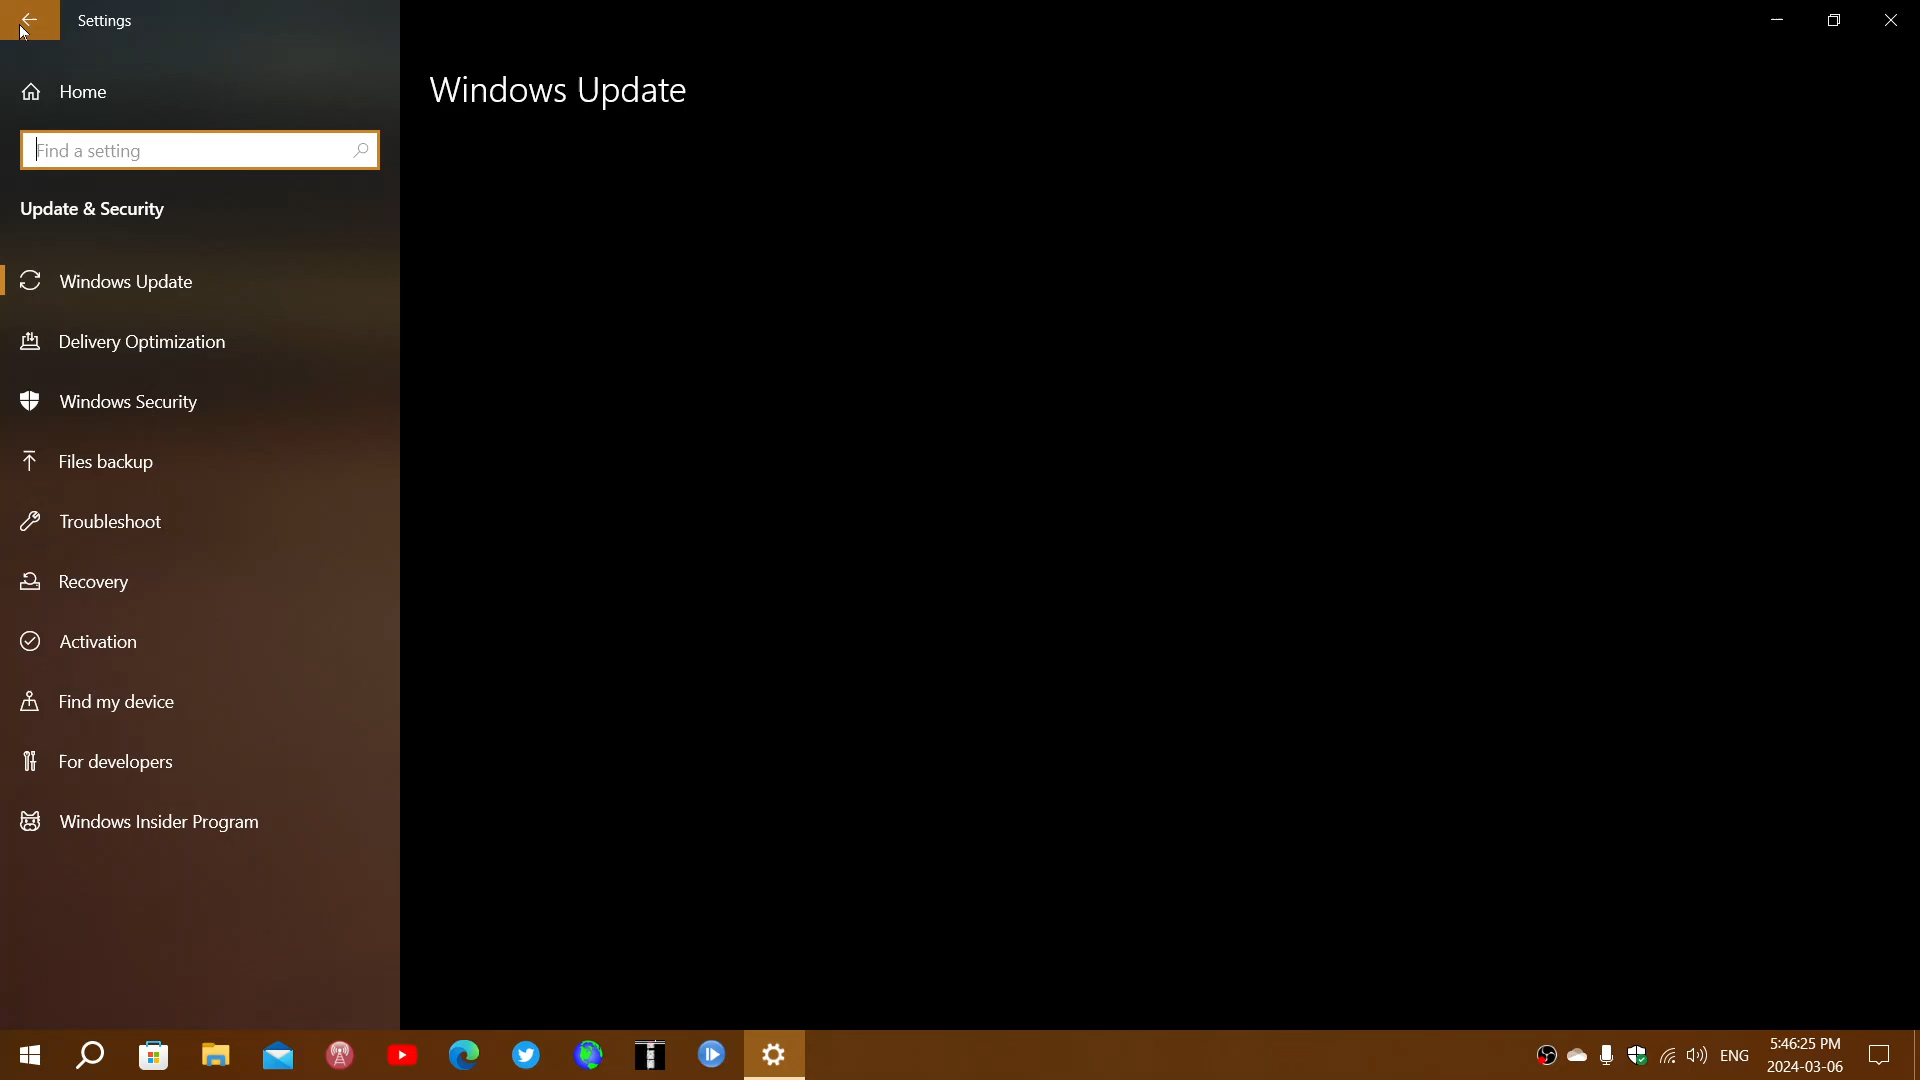 Settings
Home
Find a setting
Update & Security
Windows Update
Delivery Optimization
Windows Security
Files backup
Troubleshoot
Recovery
Activation
Find my device
For developers
Windows Insider Program
Windows Update
ENG
5:46:25 PM
2024-03-06